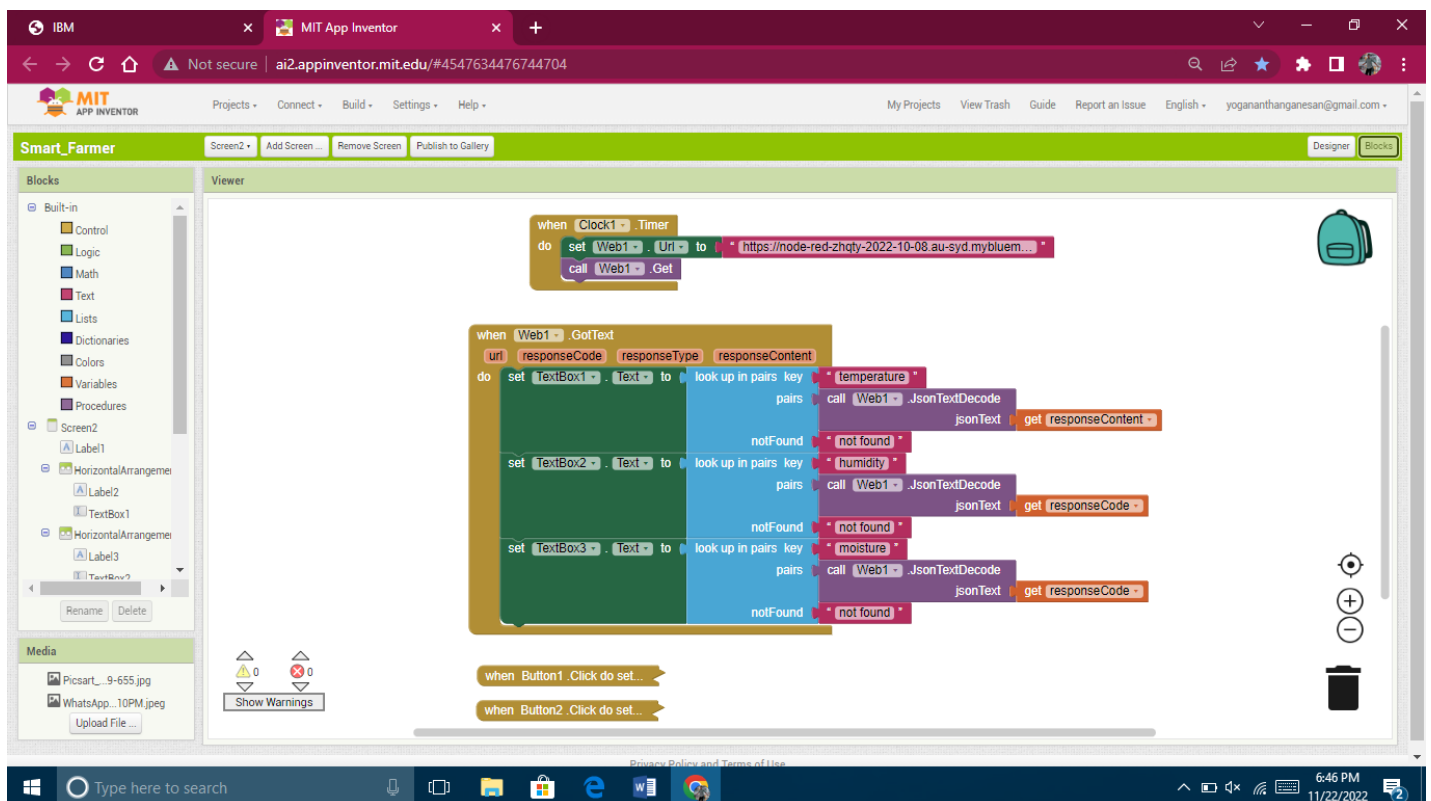 IBM
MIT App Inventor
Not secure | ai2.appinventor.mit.edu/#4547634476744704
MIT
APP INVENTOR
Projects Connect Build Settings Help My Projects View Trash Guide Report an Issue English yogananthanganesan@gmail.com
Smart_Farmer Screen2 Add Screen ... Remove Screen Publish to Gallery Designer Blocks
Blocks
Built-in
Control
Logic
Math
Text
Lists
Dictionaries
Colors
Variables
Procedures
Screen2
Label1
HorizontalArrangemer
Label2
TextBox1
HorizontalArrangemer
Label3
TextBox2
Rename Delete
Media
Picsart_...9-655.jpg
WhatsApp...10PM.jpeg
Upload File ...
Viewer
when Clock1 .Timer
do set Web1 . Url to " https://node-red-zhqty-2022-10-08.au-syd.mybluem... "
call Web1 .Get
when Web1 .GotText
url responseCode responseType responseContent
do set TextBox1 . Text to look up in pairs key " temperature "
pairs call Web1 .JsonTextDecode
jsonText get responseContent
notFound " not found "
set TextBox2 . Text to look up in pairs key " humidity "
pairs call Web1 .JsonTextDecode
jsonText get responseCode
notFound " not found "
set TextBox3 . Text to look up in pairs key " moisture "
pairs call Web1 .JsonTextDecode
jsonText get responseCode
notFound " not found "
when Button1 .Click do set...
when Button2 .Click do set...
0 0
Show Warnings
Privacy Policy and Terms of Use
Type here to search
6:46 PM
11/22/2022
2